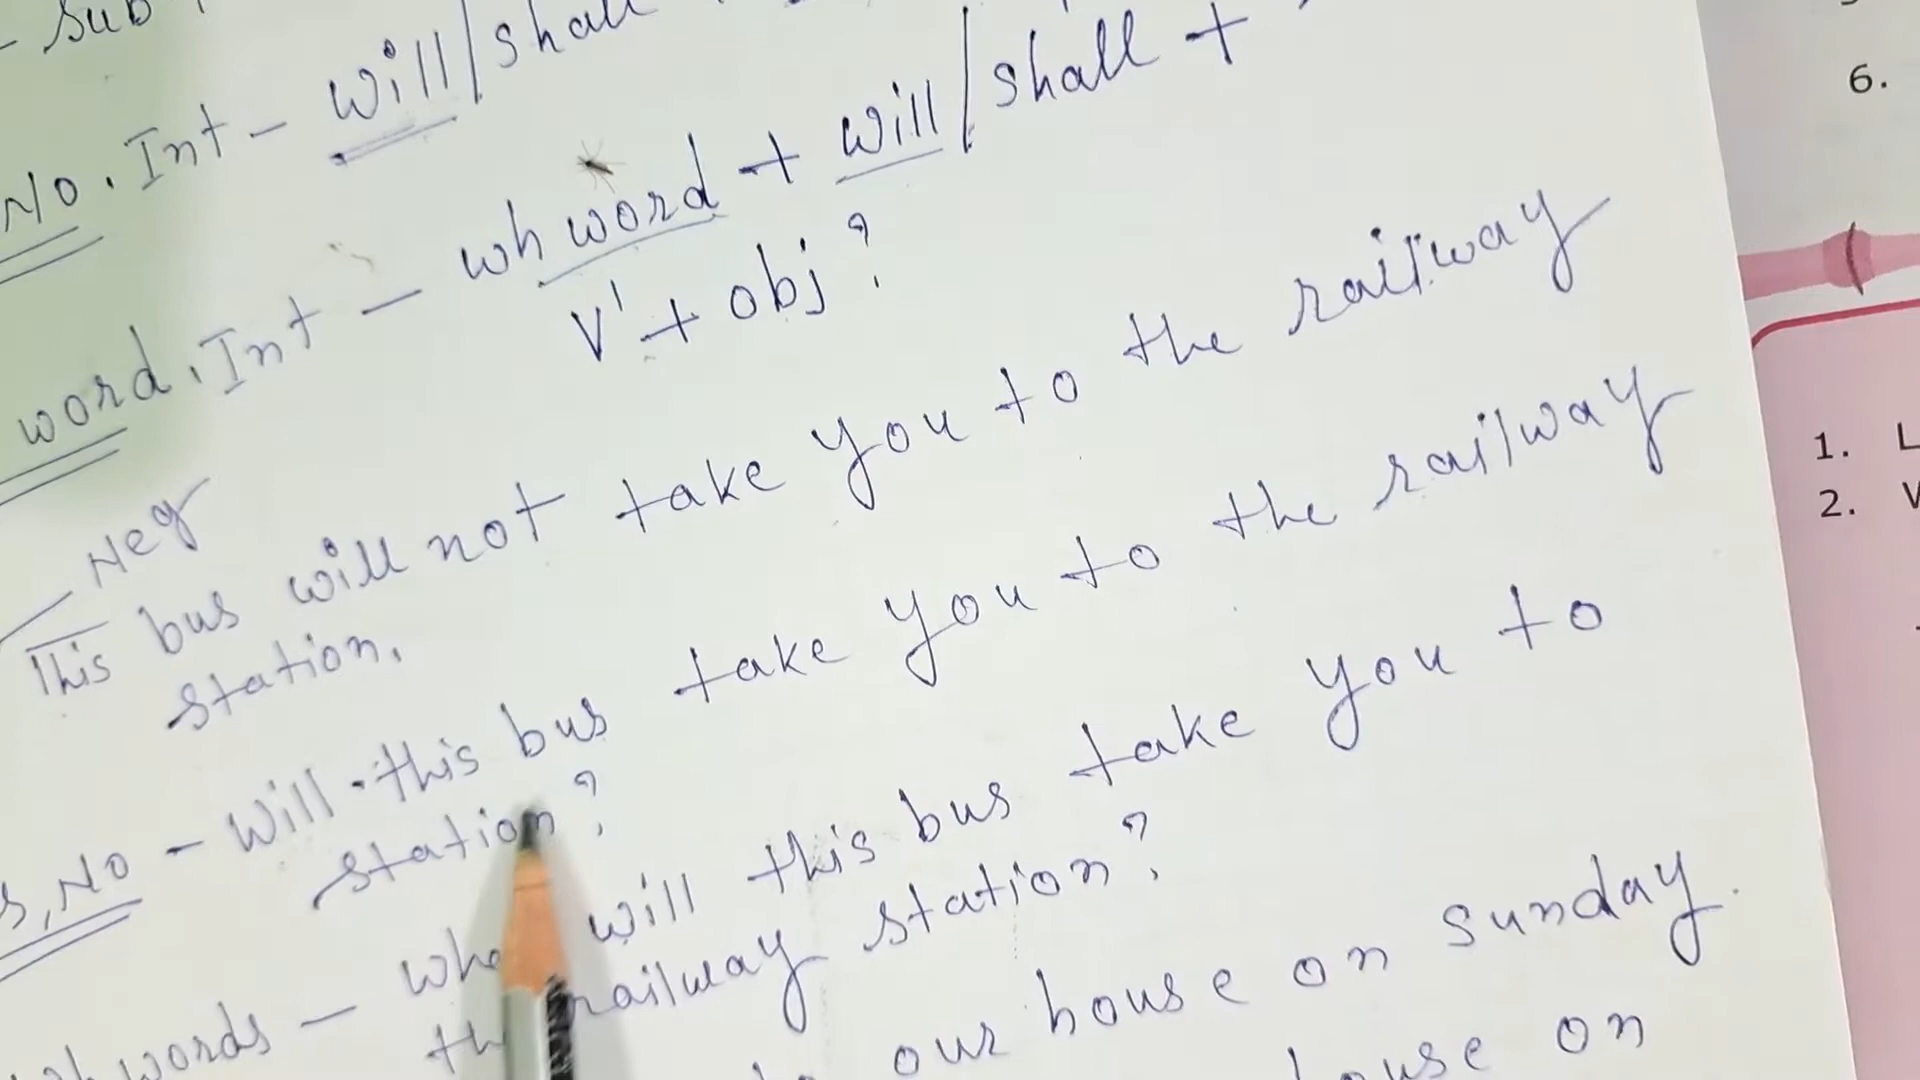 - Sub
No. Int - will/shall
word. Int - wh word + will/shall +
V' + obj?
Neg
This bus will not take you to the railway
station.
s, No - Will this bus take you to the railway
station?
words - will this bus take you to
railway station?
our house on sunday.
house on
6.
1. L
2.